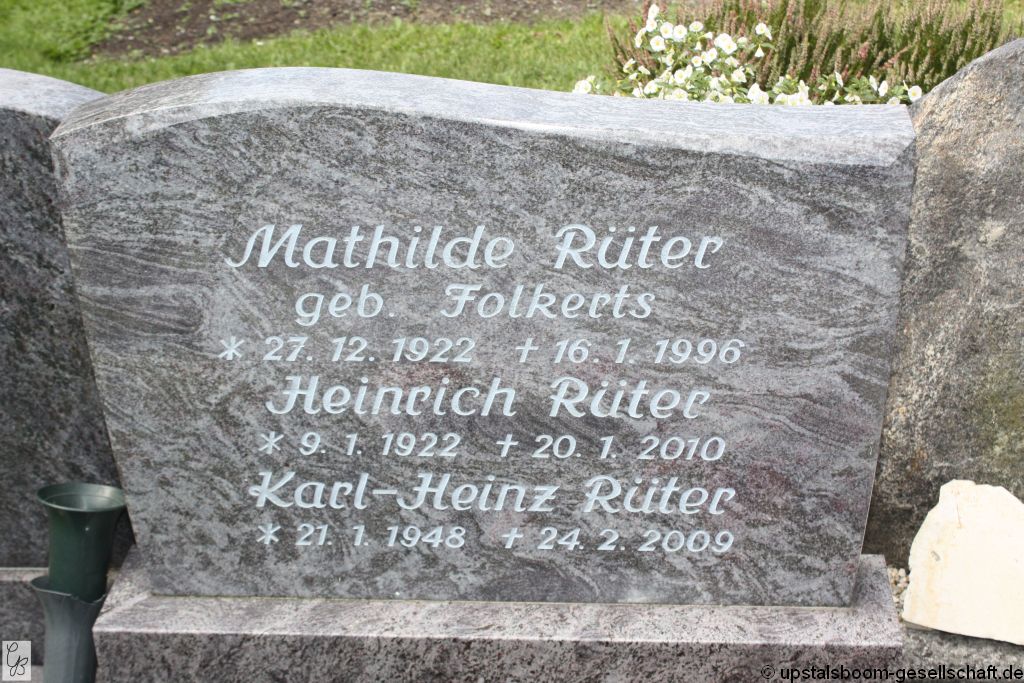 Mathilde Rüter
geb. Folkerts
* 27. 12. 1922 † 16. 1. 1996
Heinrich Rüter
* 9. 1. 1922 † 20. 1. 2010
Karl-Heinz Rüter
* 21. 1. 1948 † 24. 2. 2009
© upstalsboom-gesellschaft.de